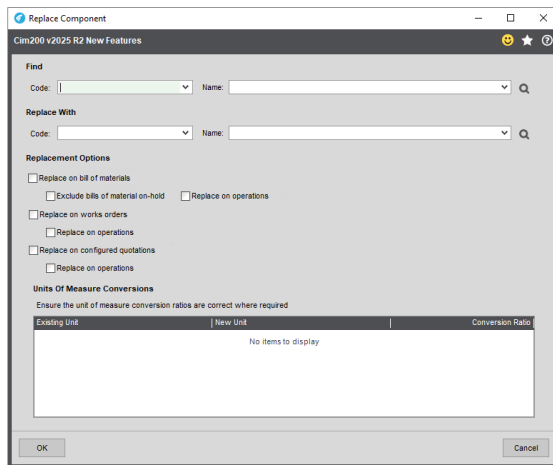 Replace Component
Cim200 v2025 R2 New Features
Find
Code: Name:
Replace With
Code: Name:
Replacement Options
Replace on bill of materials
Exclude bills of material on-hold Replace on operations
Replace on works orders
Replace on operations
Replace on configured quotations
Replace on operations
Units Of Measure Conversions
Ensure the unit of measure conversion ratios are correct where required
Existing Unit New Unit Conversion Ratio
No items to display
OK Cancel